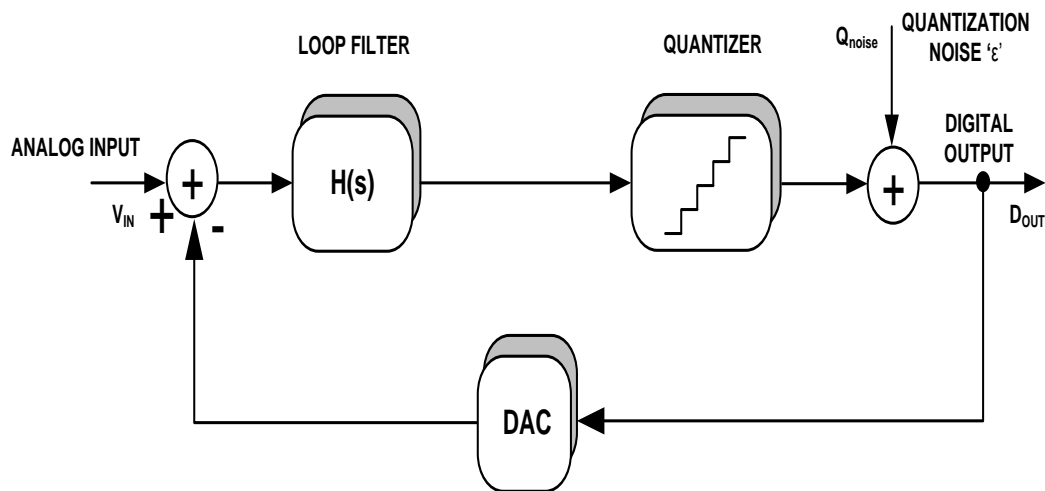 LOOP FILTER
QUANTIZER
Qnoise
QUANTIZATION
NOISE ‘ε’
ANALOG INPUT
DIGITAL
OUTPUT
+
H(s)
+
VIN
+
-
DOUT
DAC